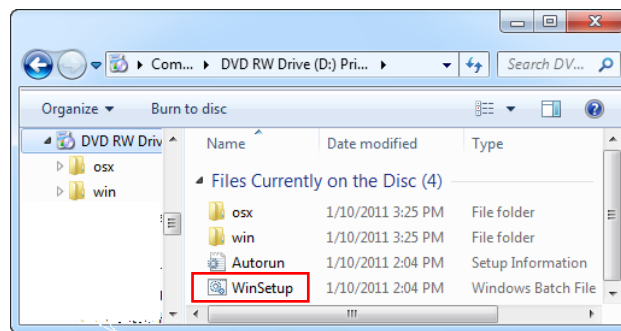 Com... DVD RW Drive (D:) Pri... Search DV...
Organize Burn to disc
DVD RW Driv
osx
win
Name Date modified Type
Files Currently on the Disc (4)
osx 1/10/2011 3:25 PM File folder
win 1/10/2011 3:25 PM File folder
Autorun 1/10/2011 2:04 PM Setup Information
WinSetup 1/10/2011 2:04 PM Windows Batch File